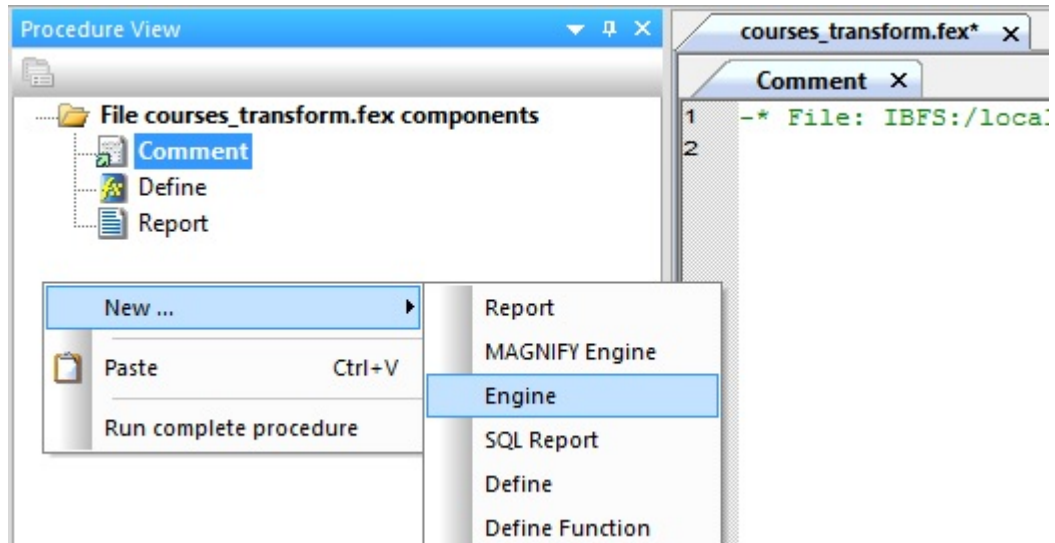 Procedure View
courses_transform.fex*
Comment
File courses_transform.fex components
1 -* File: IBFS:/local
Comment
2
Define
Report
New ...
Report
MAGNIFY Engine
Paste Ctrl+V
Engine
Run complete procedure
SQL Report
Define
Define Function